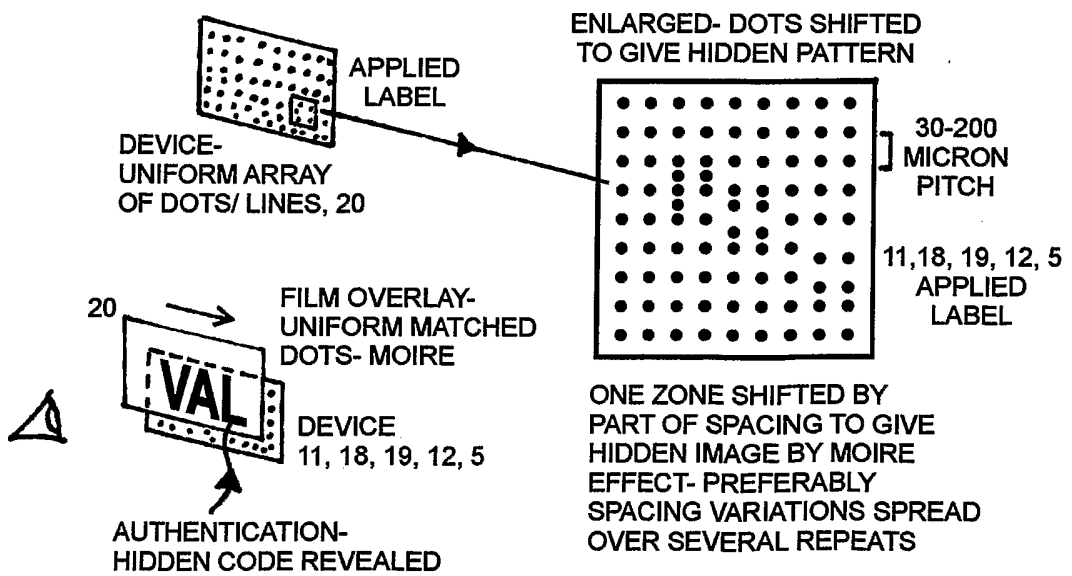 APPLIED
LABEL
DEVICE-
UNIFORM ARRAY
OF DOTS/ LINES, 20
ENLARGED- DOTS SHIFTED
TO GIVE HIDDEN PATTERN
30-200
MICRON
PITCH
11,18, 19, 12, 5
APPLIED
LABEL
20
FILM OVERLAY-
UNIFORM MATCHED
DOTS- MOIRE
VAL
DEVICE
11, 18, 19, 12, 5
AUTHENTICATION-
HIDDEN CODE REVEALED
ONE ZONE SHIFTED BY
PART OF SPACING TO GIVE
HIDDEN IMAGE BY MOIRE
EFFECT- PREFERABLY
SPACING VARIATIONS SPREAD
OVER SEVERAL REPEATS